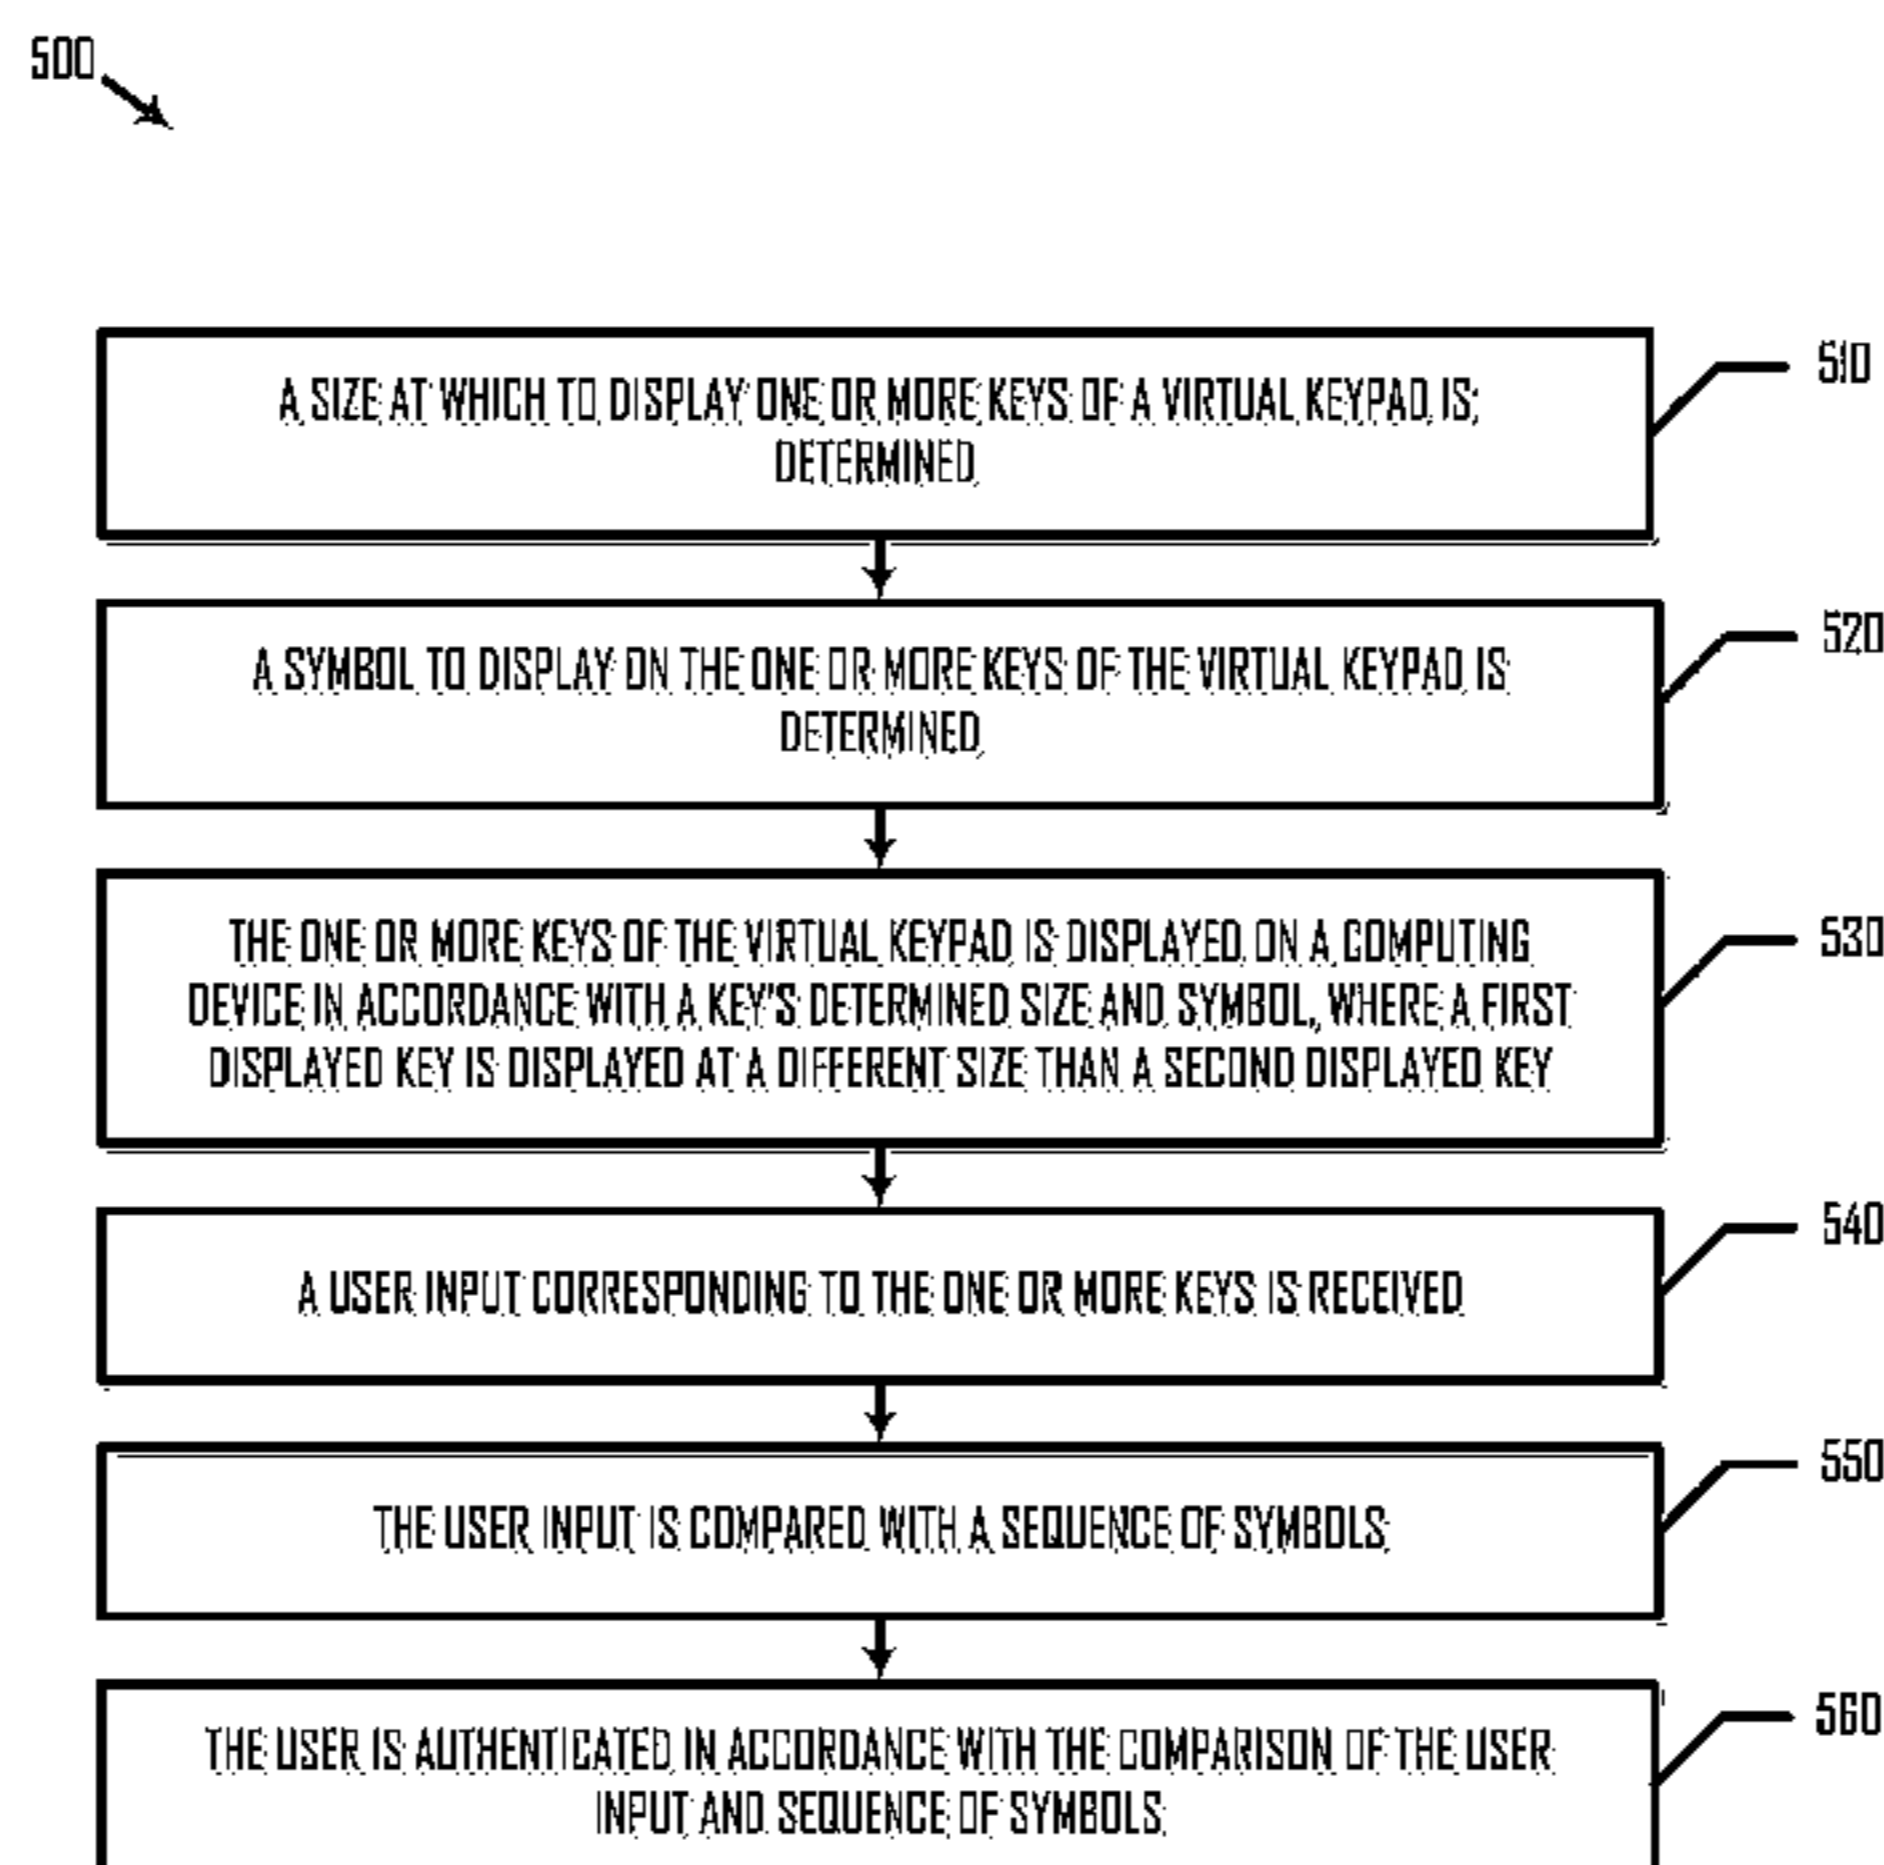 500
A SIZE AT WHICH TO DISPLAY ONE OR MORE KEYS OF A VIRTUAL KEYPAD IS
DETERMINED
510
A SYMBOL TO DISPLAY ON THE ONE OR MORE KEYS OF THE VIRTUAL KEYPAD IS
DETERMINED
520
THE ONE OR MORE KEYS OF THE VIRTUAL KEYPAD IS DISPLAYED ON A COMPUTING
DEVICE IN ACCORDANCE WITH A KEY'S DETERMINED SIZE AND SYMBOL, WHERE A FIRST
DISPLAYED KEY IS DISPLAYED AT A DIFFERENT SIZE THAN A SECOND DISPLAYED KEY
530
A USER INPUT CORRESPONDING TO THE ONE OR MORE KEYS IS RECEIVED
540
THE USER INPUT IS COMPARED WITH A SEQUENCE OF SYMBOLS
550
THE USER IS AUTHENTICATED IN ACCORDANCE WITH THE COMPARISON OF THE USER
INPUT AND SEQUENCE OF SYMBOLS
560